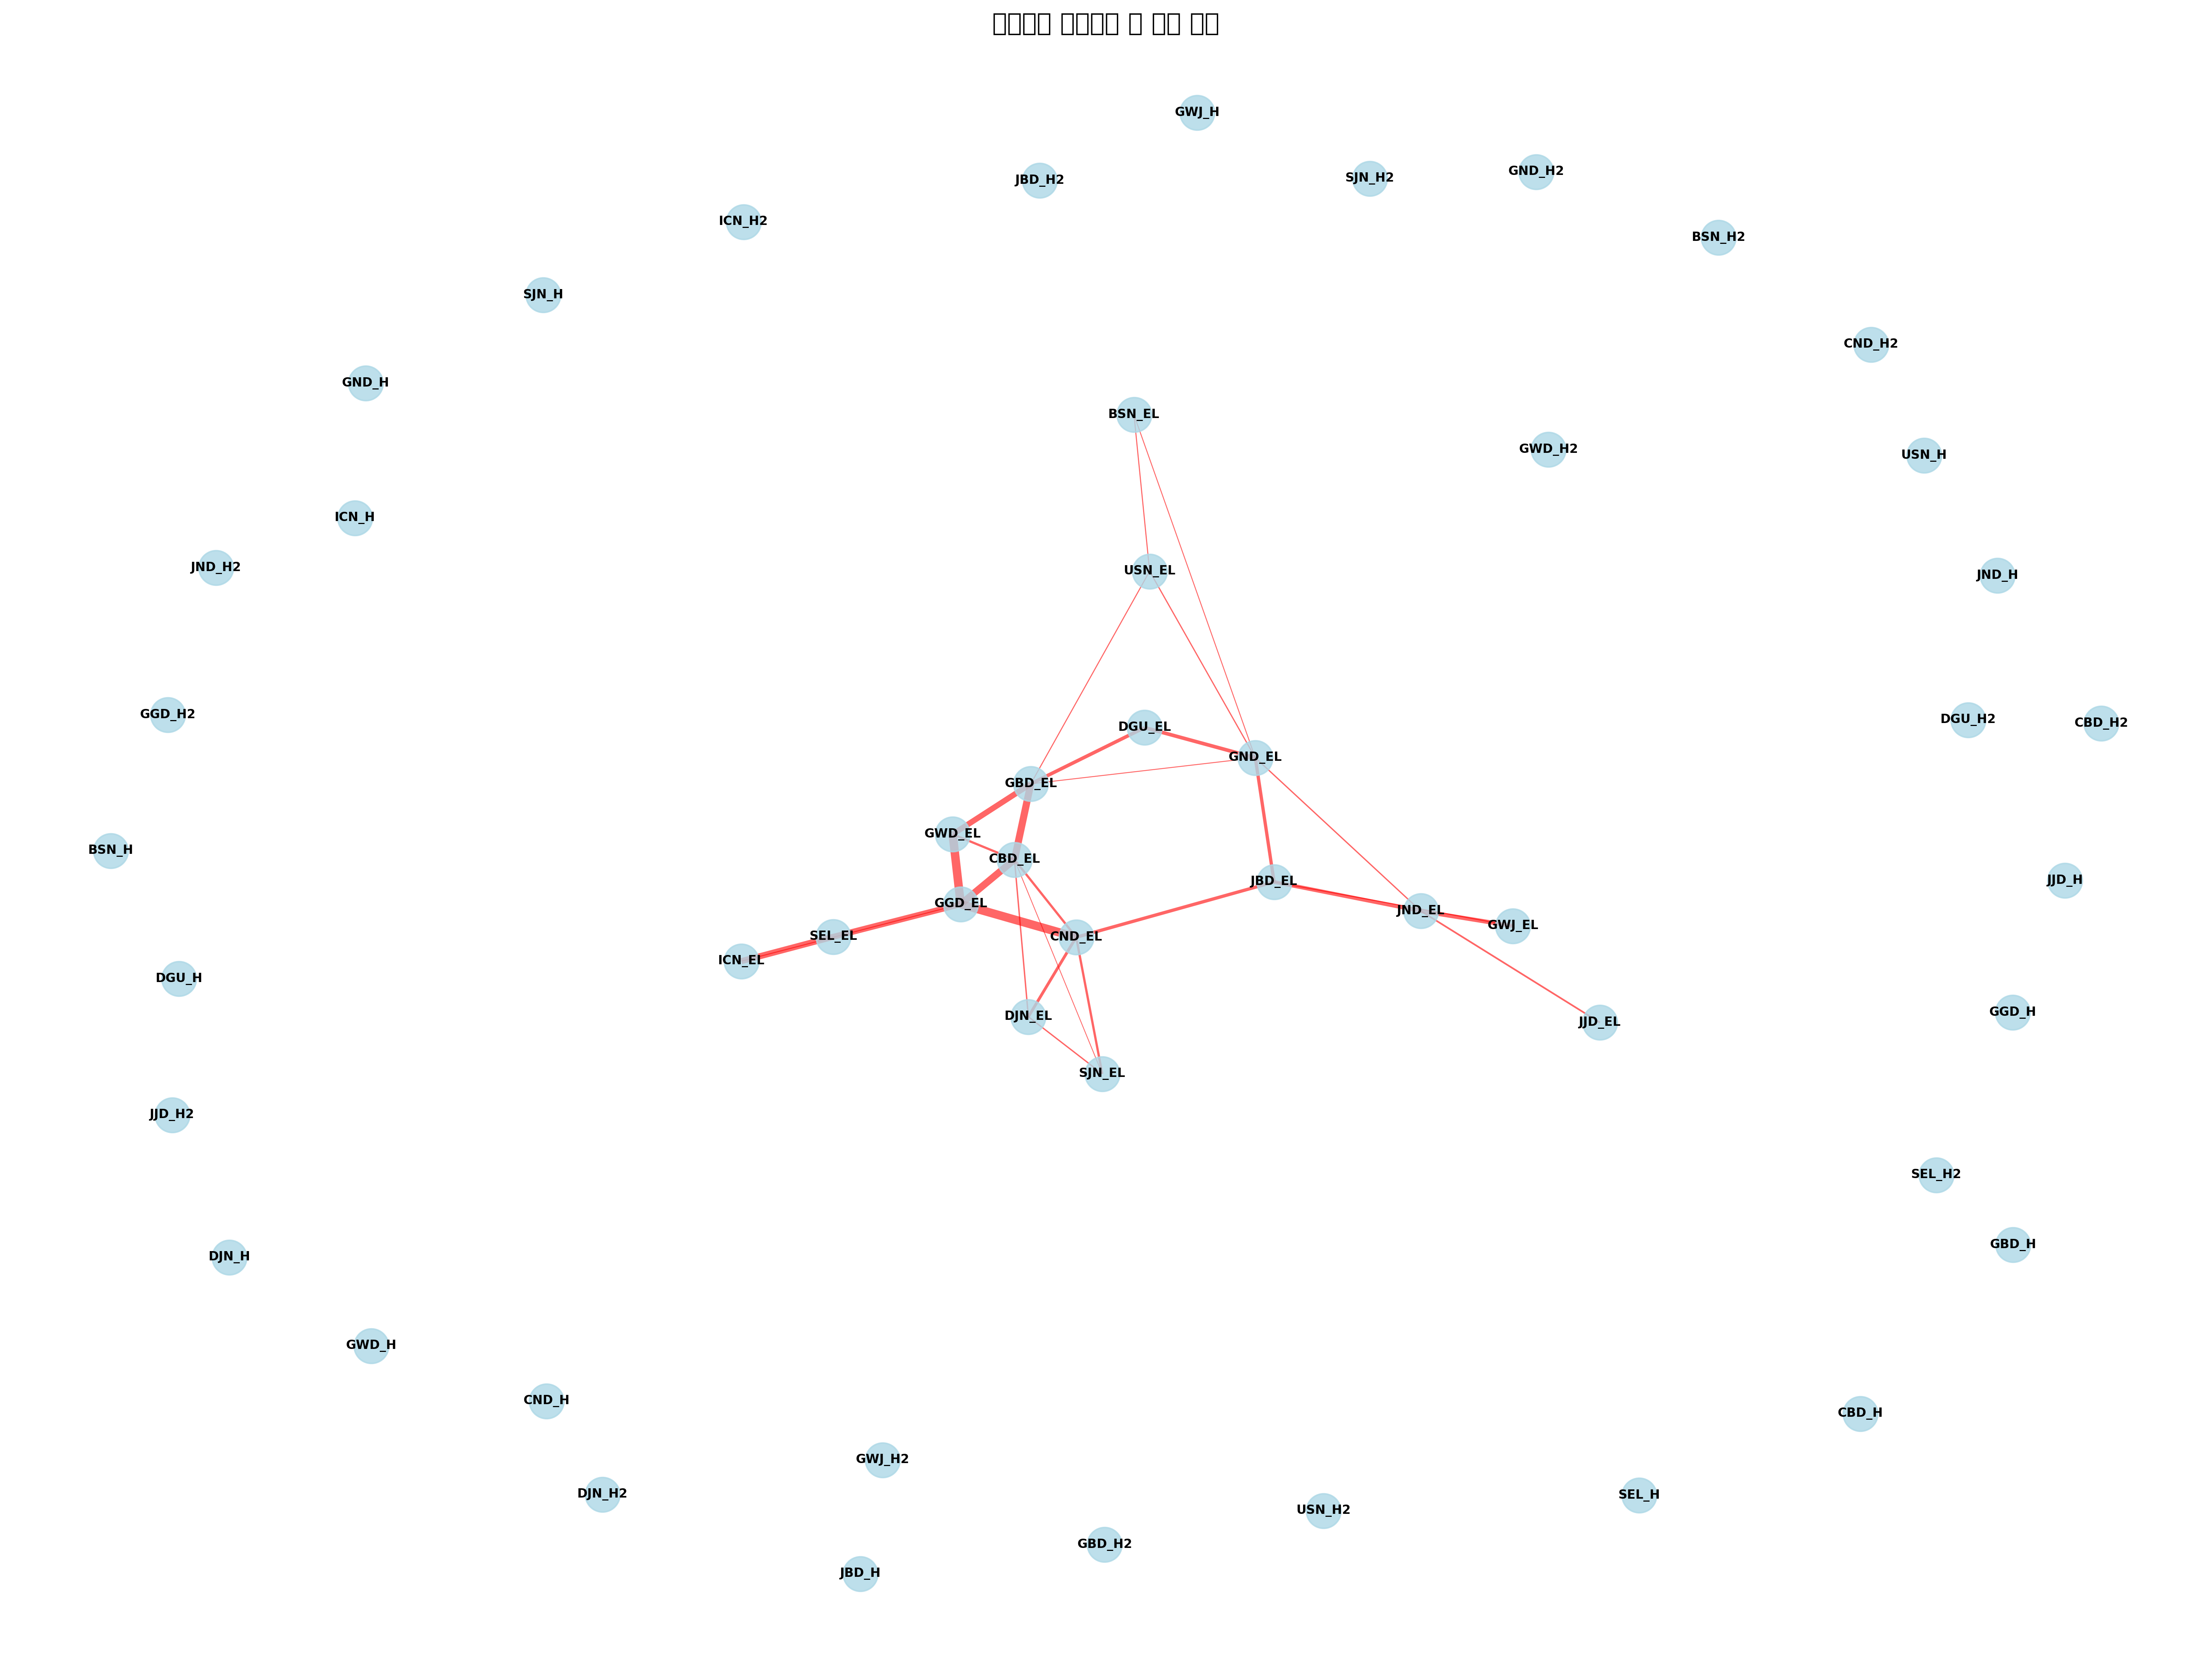 GWJ_H
GND_H2
SJN_H2
JBD_H2
ICN_H2
BSN_H2
SJN_H
CND_H2
GND_H
BSN_EL
GWD_H2
USN_H
ICN_H
JND_H2
USN_EL
JND_H
GGD_H2
DGU_H2
CBD_H2
DGU_EL
GND_EL
GBD_EL
GWD_EL
BSN_H
CBD_EL
JJD_H
JBD_EL
GGD_EL
JND_EL
GWJ_EL
SEL_EL
CND_EL
ICN_EL
DGU_H
GGD_H
DJN_EL
JJD_EL
SJN_EL
JJD_H2
SEL_H2
GBD_H
DJN_H
GWD_H
CND_H
CBD_H
GWJ_H2
DJN_H2
SEL_H
USN_H2
GBD_H2
JBD_H